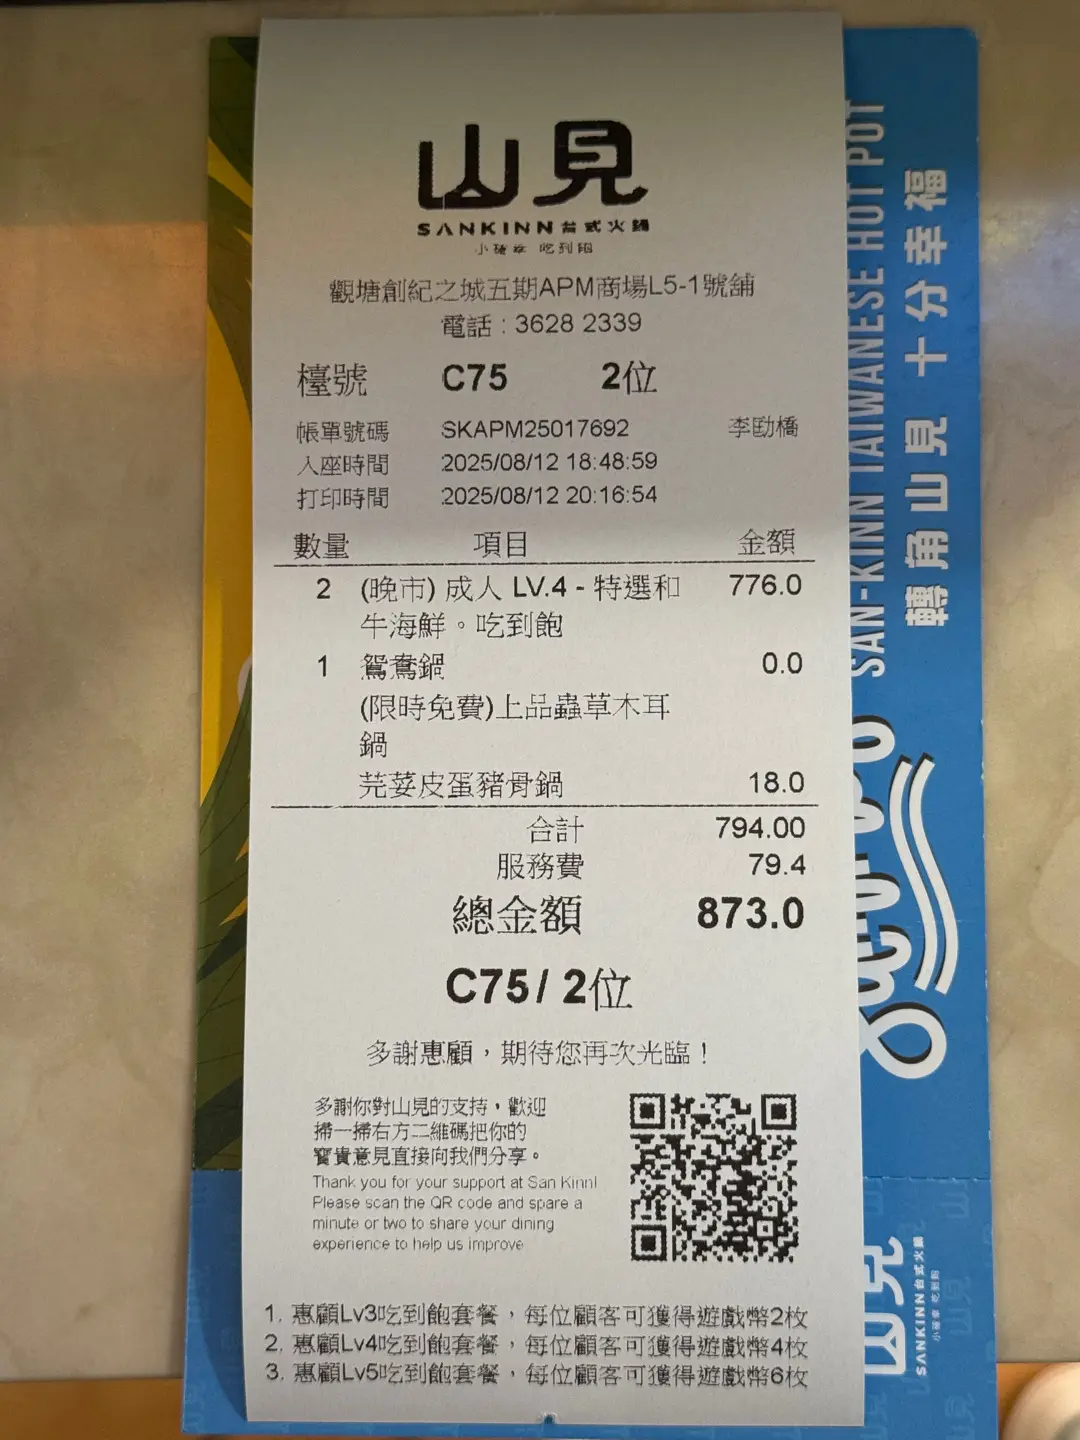 山見
SANKINN 台式火鍋
小確幸 吃到飽
觀塘創紀之城五期APM商場L5-1號舖
電話：3628 2339
檯號 C75 2位
帳單號碼 SKAPM25017692 李勁橋
入座時間 2025/08/12 18:48:59
打印時間 2025/08/12 20:16:54
數量 項目 金額
2 (晚市) 成人 LV.4 - 特選和 776.0
牛海鮮。吃到飽
1 鴛鴦鍋 0.0
(限時免費)上品蟲草木耳
鍋
芫荽皮蛋豬骨鍋 18.0
合計 794.00
服務費 79.4
總金額 873.0
C75/ 2位
多謝惠顧，期待您再次光臨！
多謝你對山見的支持，歡迎
掃一掃右方二維碼把你的
寶貴意見直接向我們分享。
Thank you for your support at San Kinn!
Please scan the QR code and spare a
minute or two to share your dining
experience to help us improve
1. 惠顧Lv3吃到飽套餐，每位顧客可獲得遊戲幣2枚
2. 惠顧Lv4吃到飽套餐，每位顧客可獲得遊戲幣4枚
3. 惠顧Lv5吃到飽套餐，每位顧客可獲得遊戲幣6枚
SAN-KINN TAIWANESE HOT POT
轉角山見 十分幸福
山見
SANKINN 台式火鍋
小確幸 吃到飽